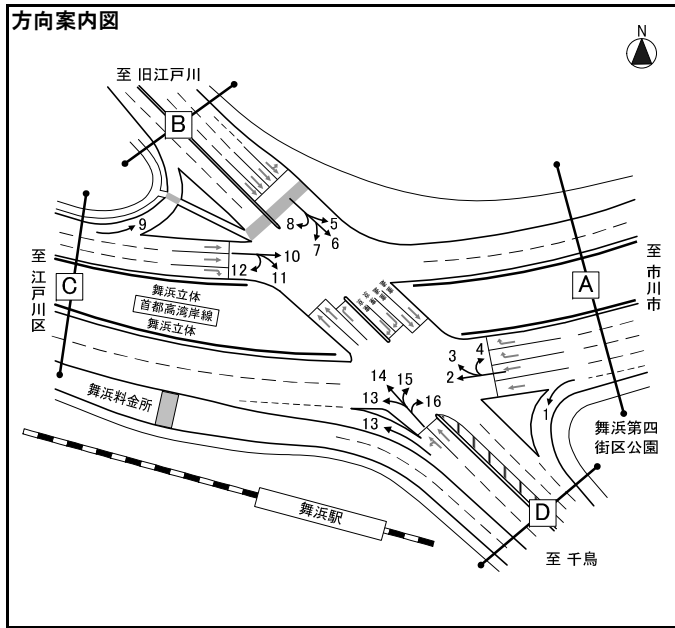 方向案内図
N
至 旧江戸川
B
5
6
7
8
9
10
11
12
至江戸川区
C
舞浜立体
首都高湾岸線
舞浜立体
A
至市川市
3
4
2
1
14
15
13
16
13
舞浜料金所
舞浜第四
街区公園
D
舞浜駅
至 千鳥